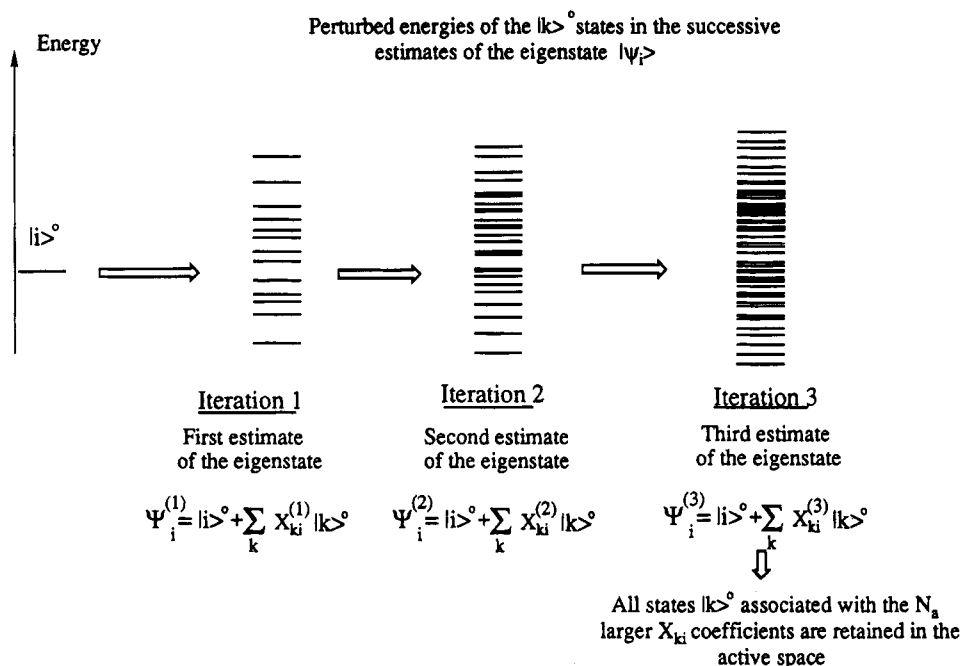 Perturbed energies of the |k>° states in the successive
estimates of the eigenstate |ψi>
Energy
|i>°
Iteration 1
First estimate
of the eigenstate
Ψi(1) = |i>° + ∑k Xki(1) |k>°
Iteration 2
Second estimate
of the eigenstate
Ψi(2) = |i>° + ∑k Xki(2) |k>°
Iteration 3
Third estimate
of the eigenstate
Ψi(3) = |i>° + ∑k Xki(3) |k>°
All states |k>° associated with the Na
larger Xki coefficients are retained in the
active space